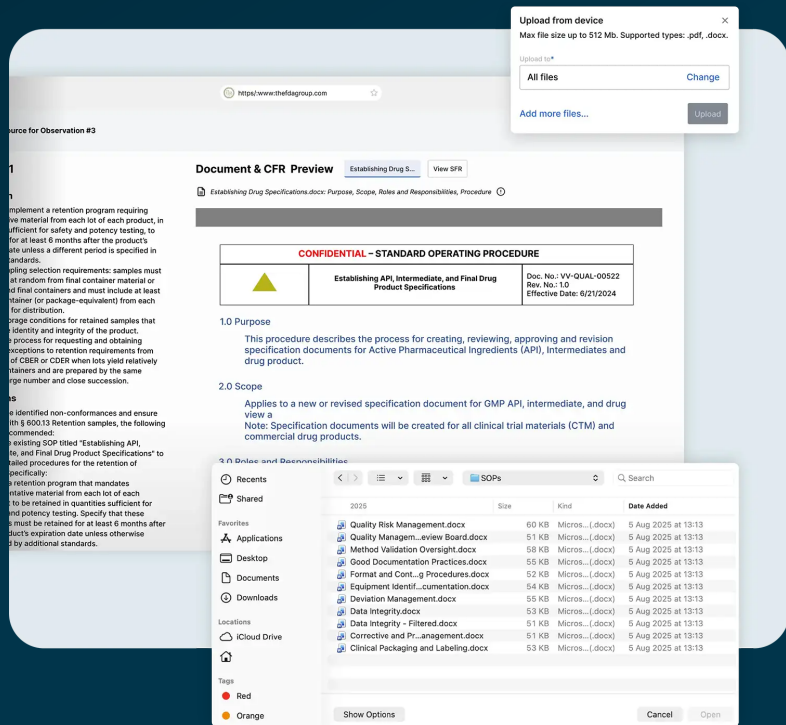 Upload from device
Max file size up to 512 Mb. Supported types: .pdf, .docx.
Upload to*
All files
Change
Add more files...
Upload
https/:www:thefdagroup.com
ource for Observation #3
1
n
mplement a retention program requiring
ve material from each lot of each product, in
ufficient for safety and potency testing, to
for at least 6 months after the product's
ate unless a different period is specified in
tandards.
pling selection requirements: samples must
at random from final container material or
d final containers and must include at least
ntainer (or package-equivalent) from each
for distribution.
orage conditions for retained samples that
identity and integrity of the product.
e process for requesting and obtaining
exceptions to retention requirements from
of CBER or CDER when lots yield relatively
ntainers and are prepared by the same
rge number and close succession.
s
e identified non-conformances and ensure
ith § 600.13 Retention samples, the following
commended:
e existing SOP titled "Establishing API,
te, and Final Drug Product Specifications" to
tailed procedures for the retention of
pecifically:
a retention program that mandates
entative material from each lot of each
t to be retained in quantities sufficient for
nd potency testing. Specify that these
s must be retained for at least 6 months after
duct's expiration date unless otherwise
d by additional standards.
Document & CFR Preview
Establishing Drug S...
View SFR
Establishing Drug Specifications.docx: Purpose, Scope, Roles and Responsibilities, Procedure
CONFIDENTIAL – STANDARD OPERATING PROCEDURE
Establishing API, Intermediate, and Final Drug
Product Specifications
Doc. No.: VV-QUAL-00522
Rev. No.: 1.0
Effective Date: 6/21/2024
1.0 Purpose
This procedure describes the process for creating, reviewing, approving and revision
specification documents for Active Pharmaceutical Ingredients (API), Intermediates and
drug product.
2.0 Scope
Applies to a new or revised specification document for GMP API, intermediate, and drug
view a
Note: Specification documents will be created for all clinical trial materials (CTM) and
commercial drug products.
3.0 Roles and Responsibilities
Recents
Shared
Favorites
Applications
Desktop
Documents
Downloads
Locations
iCloud Drive
Tags
Red
Orange
SOPs
Search
2025 Size Kind Date Added
Quality Risk Management.docx 60 KB Micros...(.docx) 5 Aug 2025 at 13:13
Quality Managem...eview Board.docx 51 KB Micros...(.docx) 5 Aug 2025 at 13:13
Method Validation Oversight.docx 58 KB Micros...(.docx) 5 Aug 2025 at 13:13
Good Documentation Practices.docx 55 KB Micros...(.docx) 5 Aug 2025 at 13:13
Format and Cont...g Procedures.docx 52 KB Micros...(.docx) 5 Aug 2025 at 13:13
Equipment Identif...cumentation.docx 54 KB Micros...(.docx) 5 Aug 2025 at 13:13
Deviation Management.docx 55 KB Micros...(.docx) 5 Aug 2025 at 13:13
Data Integrity.docx 53 KB Micros...(.docx) 5 Aug 2025 at 13:13
Data Integrity - Filtered.docx 51 KB Micros...(.docx) 5 Aug 2025 at 13:13
Corrective and Pr...anagement.docx 51 KB Micros...(.docx) 5 Aug 2025 at 13:13
Clinical Packaging and Labeling.docx 53 KB Micros...(.docx) 5 Aug 2025 at 13:13
Show Options
Cancel
Open